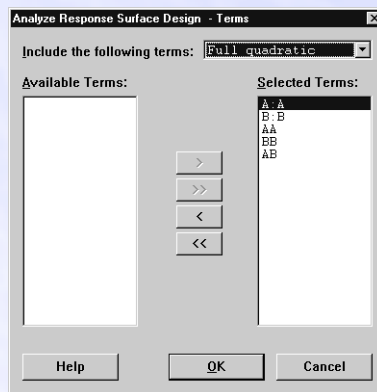 Analyze Response Surface Design - Terms
Include the following terms: Full quadratic
Available Terms:
Selected Terms:
A:A
B:B
AA
BB
AB
>
>>
<
<<
Help
OK
Cancel